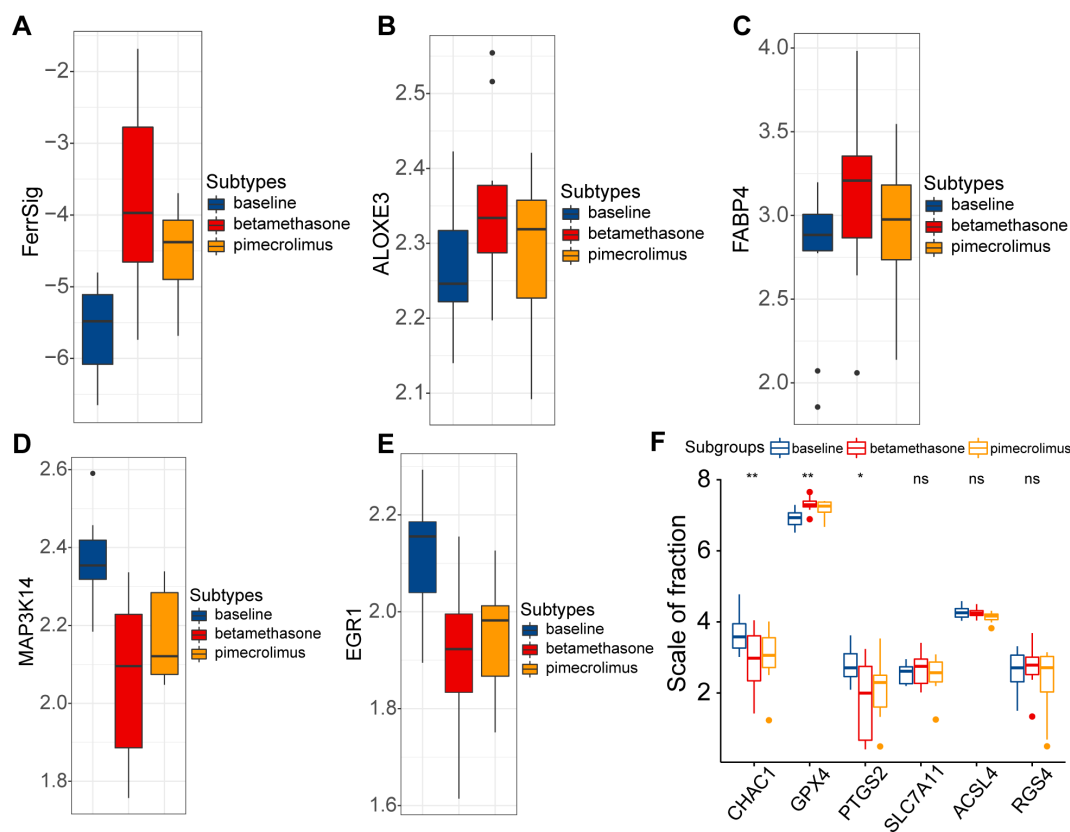 A
FerrSig
−2
−3
−4
−5
−6
Subtypes
baseline
betamethasone
pimecrolimus
B
ALOXE3
2.5
2.4
2.3
2.2
2.1
Subtypes
baseline
betamethasone
pimecrolimus
C
FABP4
4.0
3.5
3.0
2.5
2.0
Subtypes
baseline
betamethasone
pimecrolimus
D
MAP3K14
2.6
2.4
2.2
2.0
1.8
Subtypes
baseline
betamethasone
pimecrolimus
E
EGR1
2.2
2.0
1.8
1.6
Subtypes
baseline
betamethasone
pimecrolimus
F
Subgroups baseline betamethasone pimecrolimus
Scale of fraction
8
6
4
2
** ** * ns ns ns
CHAC1
GPX4
PTGS2
SLC7A11
ACSL4
RGS4